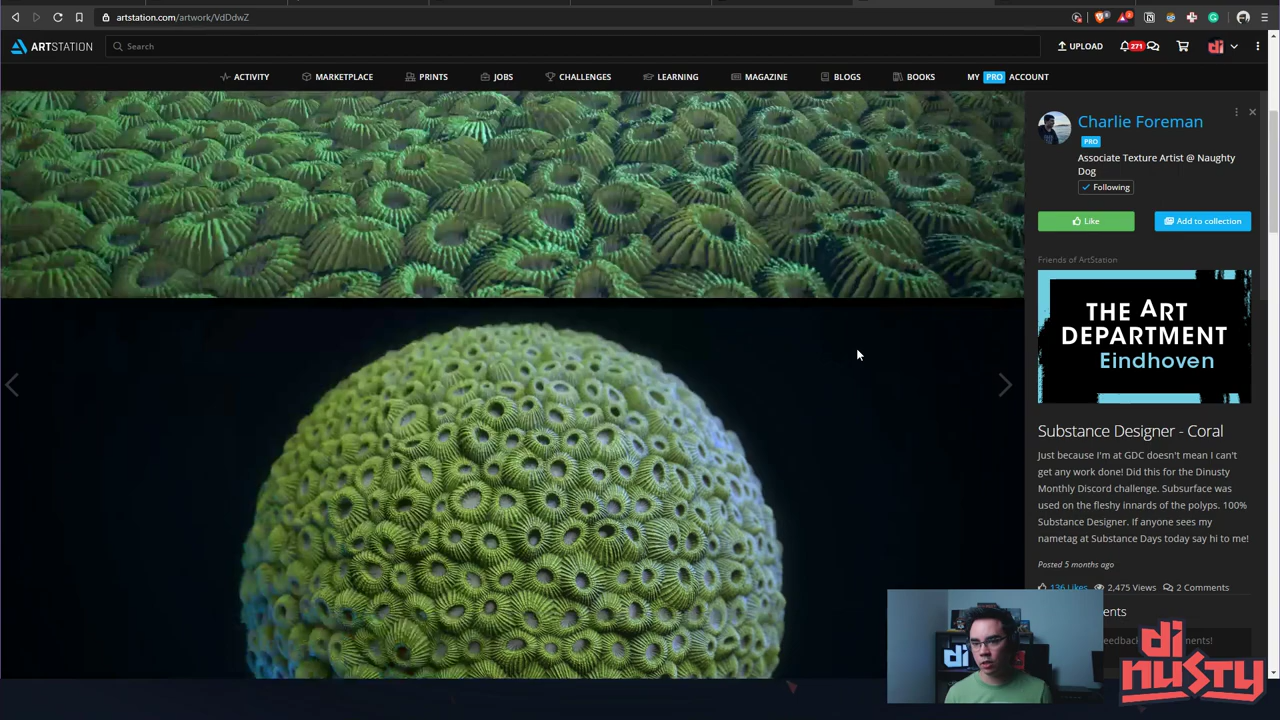 artstation.com/artwork/VdDdwZ
ARTSTATION
Search
UPLOAD
271
ACTIVITY
MARKETPLACE
PRINTS
JOBS
CHALLENGES
LEARNING
MAGAZINE
BLOGS
BOOKS
MY PRO ACCOUNT
Charlie Foreman
PRO
Associate Texture Artist @ Naughty
Dog
Following
Like
Add to collection
Friends of ArtStation
THE ART
DEPARTMENT
Eindhoven
Substance Designer - Coral
Just because I'm at GDC doesn't mean I can't
get any work done! Did this for the Dinusty
Monthly Discord challenge. Subsurface was
used on the fleshy innards of the polyps. 100%
Substance Designer. If anyone sees my
nametag at Substance Days today say hi to me!
Posted 5 months ago
136 Likes
2,475 Views
2 Comments
di
di
nusty